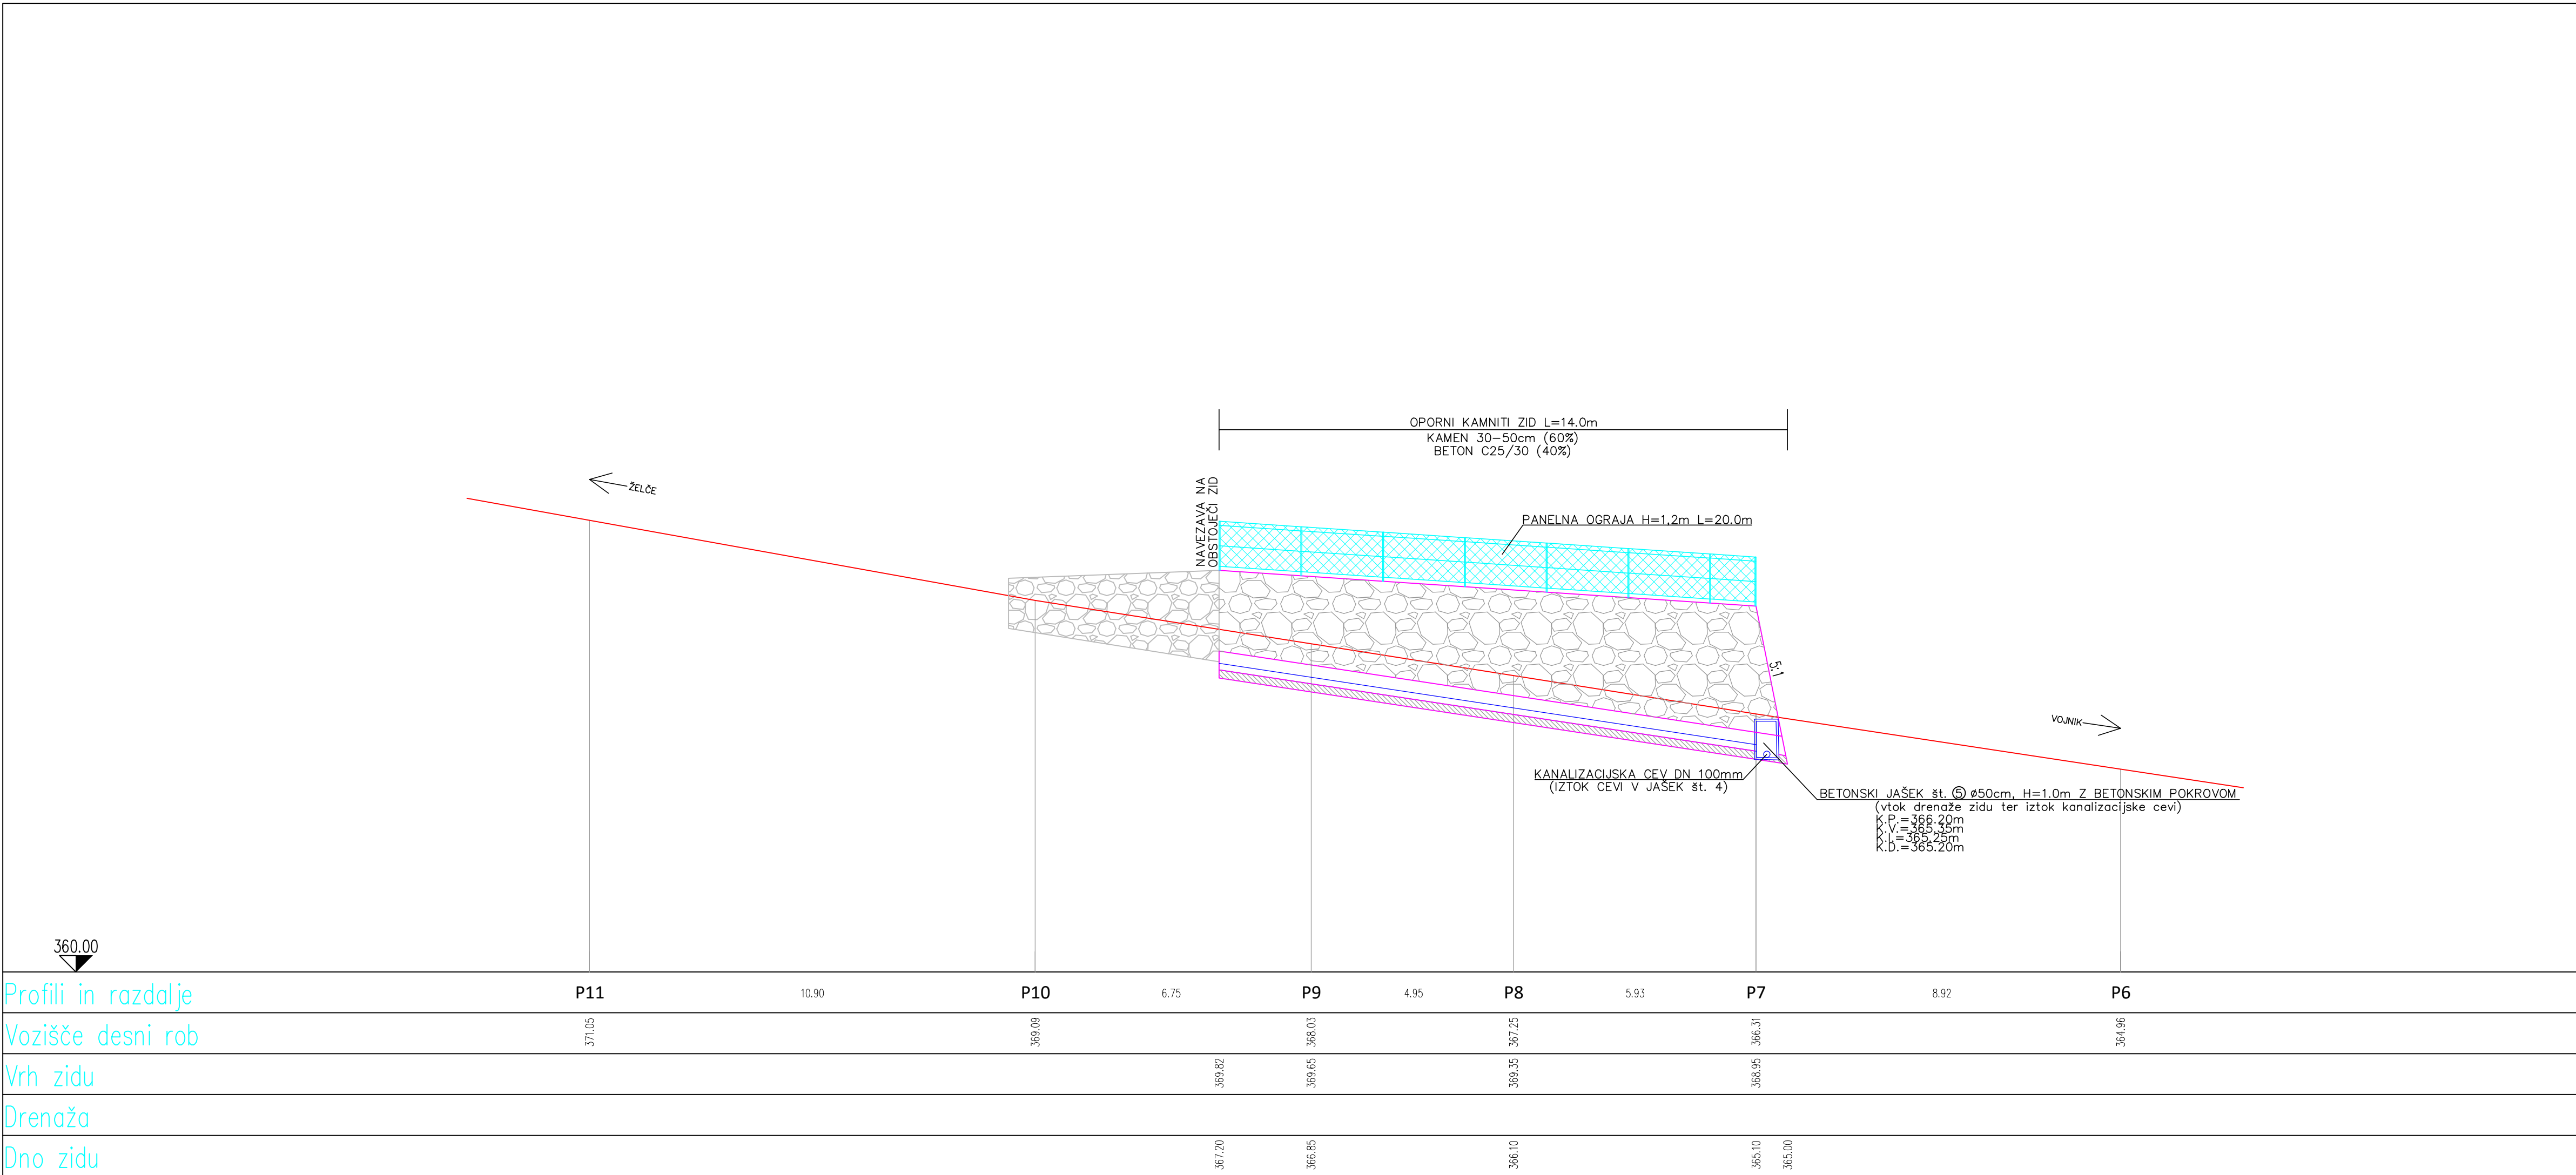 OPORNI KAMNITI ZID L=14.0m
KAMEN 30-50cm (60%)
BETON C25/30 (40%)
ŽELČE
NAVEZAVA NA
OBSTOJEČI ZID
PANELNA OGRAJA H=1,2m L=20.0m
5:1
VOJNIK
KANALIZACIJSKA CEV DN 100mm
(IZTOK CEVI V JAŠEK št. 4)
BETONSKI JAŠEK št. ⑤ ø50cm, H=1.0m Z BETONSKIM POKROVOM
(vtok drenaže zidu ter iztok kanalizacijske cevi)
K.P.=366.20m
K.V.=365,35m
K.I.=365,25m
K.D.=365.20m
360.00
Profili in razdalje P11 10.90 P10 6.75 P9 4.95 P8 5.93 P7 8.92 P6
Vozišče desni rob 371.05 369.09 368.03 367.25 366.31 364.96
Vrh zidu 369.82 369.65 369.35 368.95
Drenaža
Dno zidu 367.20 366.85 366.10 365.10 365.00